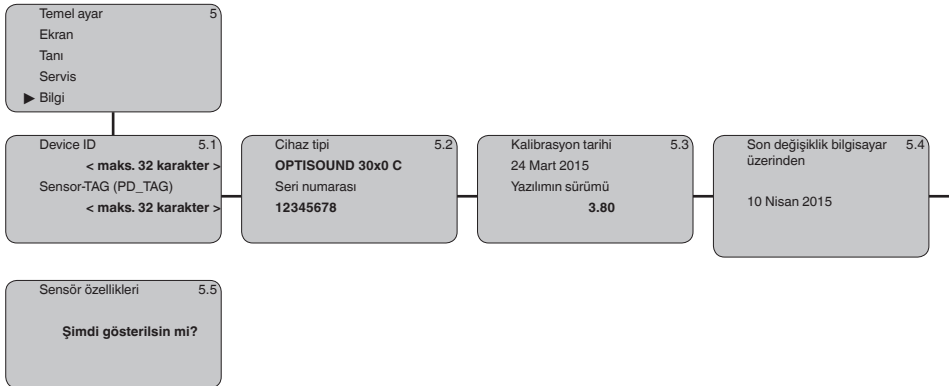 Temel ayar 5
Ekran
Tanı
Servis
▶ Bilgi
Device ID 5.1
< maks. 32 karakter >
Sensor-TAG (PD_TAG)
< maks. 32 karakter >
Cihaz tipi 5.2
OPTISOUND 30x0 C
Seri numarası
12345678
Kalibrasyon tarihi 5.3
24 Mart 2015
Yazılımın sürümü
3.80
Son değişiklik bilgisayar 5.4
üzerinden
10 Nisan 2015
Sensör özellikleri 5.5
Şimdi gösterilsin mi?